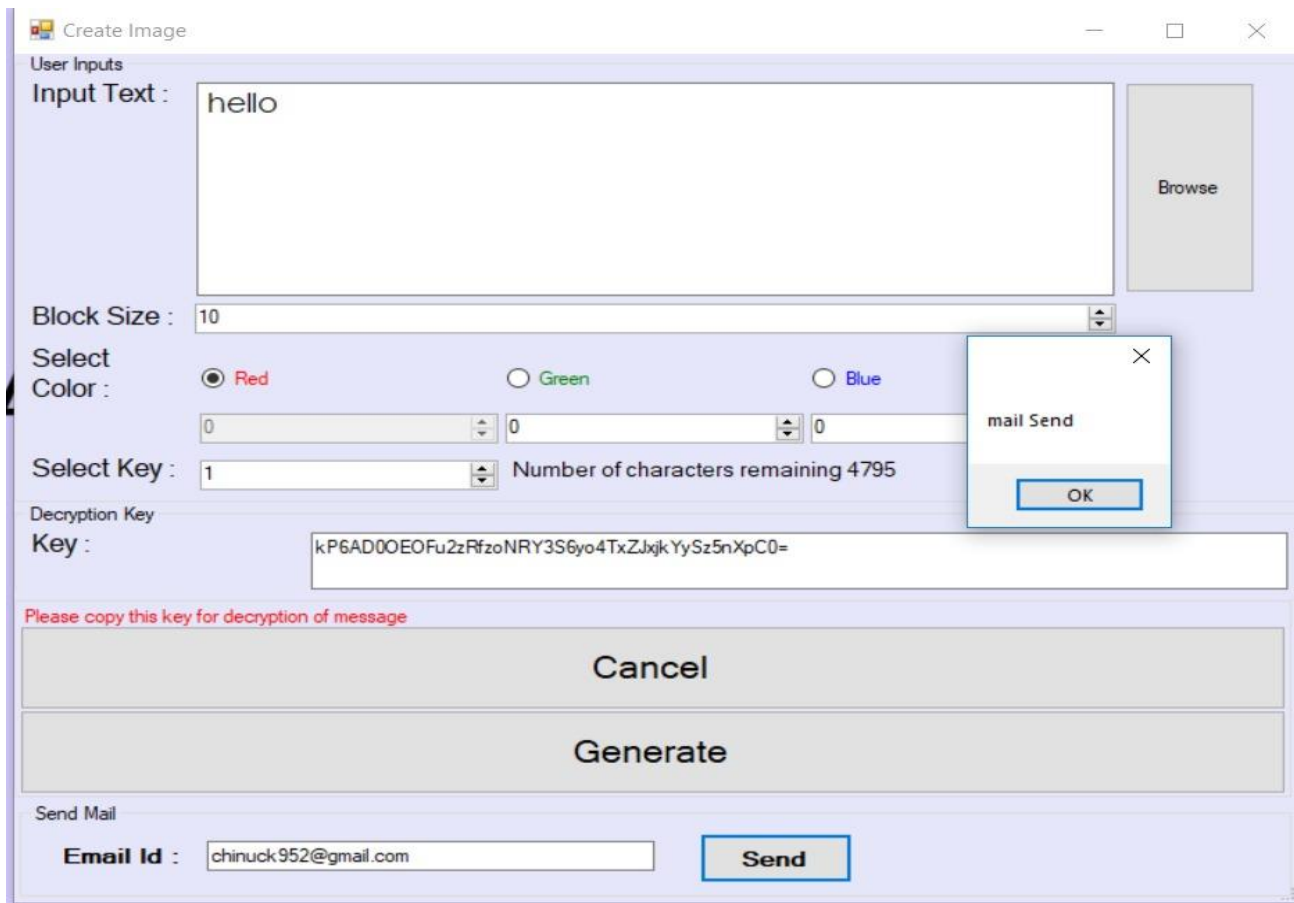 Create Image
User Inputs
Input Text :
hello
Browse
Block Size :
10
Select
Color :
Red
Green
Blue
0
0
0
mail Send
OK
Select Key :
1
Number of characters remaining 4795
Decryption Key
Key :
kP6AD0OEOFu2zRfzoNRY3S6yo4TxZJxjkYySz5nXpC0=
Please copy this key for decryption of message
Cancel
Generate
Send Mail
Email Id :
chinuck952@gmail.com
Send